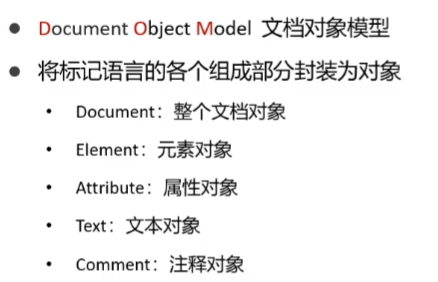 ● Document Object Model 文档对象模型
● 将标记语言的各个组成部分封装为对象
• Document：整个文档对象
• Element：元素对象
• Attribute：属性对象
• Text：文本对象
• Comment：注释对象